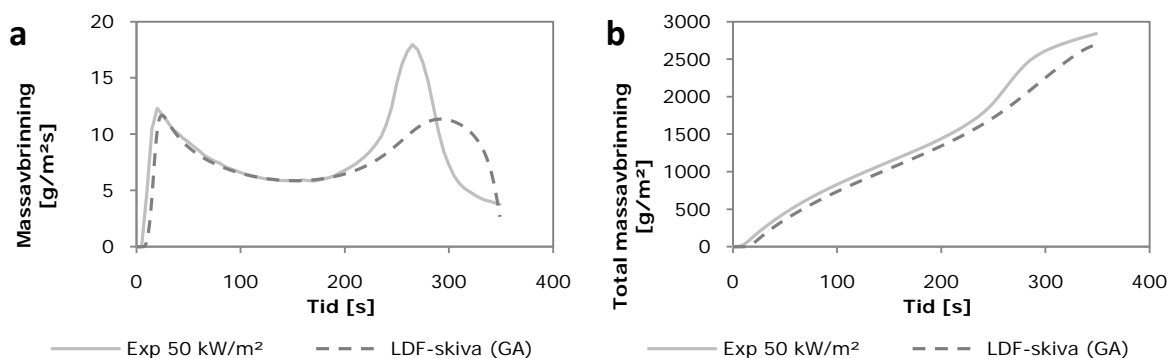 a
20
15
10
5
0
0 100 200 300 400
Massavbrinning
[g/m²s]
Tid [s]
Exp 50 kW/m² LDF-skiva (GA)
b
3000
2500
2000
1500
1000
500
0
0 100 200 300 400
Total massavbrinning
[g/m²]
Tid [s]
Exp 50 kW/m² LDF-skiva (GA)